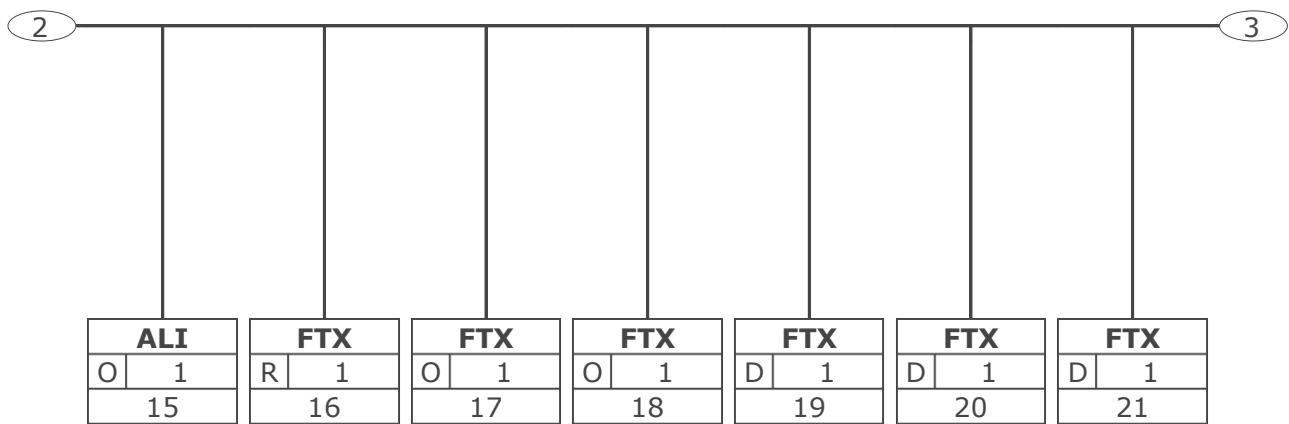 2 3
ALI FTX FTX FTX FTX FTX FTX
O 1 R 1 O 1 O 1 D 1 D 1 D 1
15 16 17 18 19 20 21